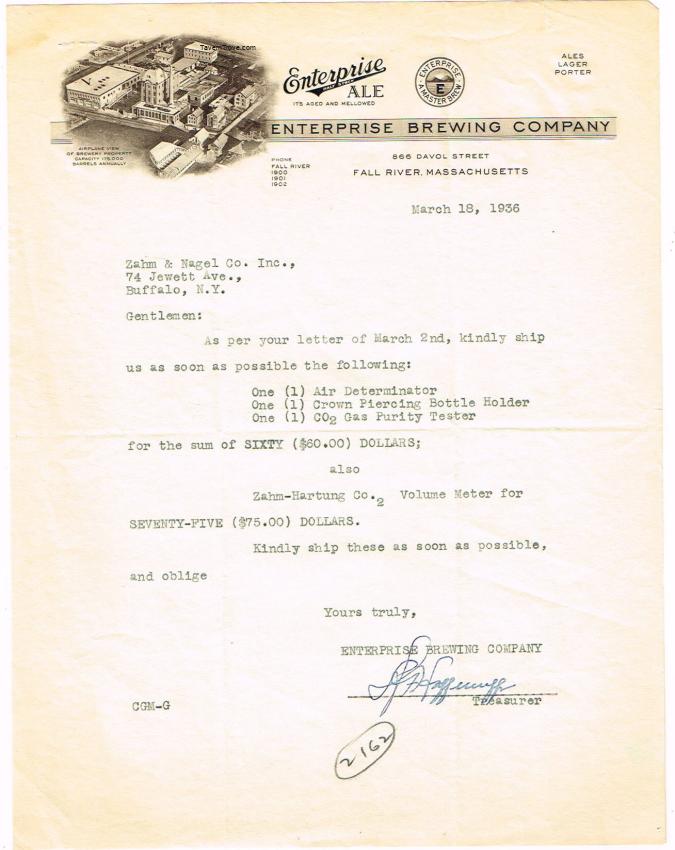 TavernTrove.com
Enterprise
HALF STOCK
ALE
ITS AGED AND MELLOWED
ENTERPRISE
E
A MASTER BREW
ALES
LAGER
PORTER
AIRPLANE VIEW
OF BREWERY PROPERTY
CAPACITY 175,000
BARRELS ANNUALLY
ENTERPRISE BREWING COMPANY
PHONE
FALL RIVER
1900
1901
1902
866 DAVOL STREET
FALL RIVER, MASSACHUSETTS
March 18, 1936
Zahm & Nagel Co. Inc.,
74 Jewett Ave.,
Buffalo, N.Y.
Gentlemen:
As per your letter of March 2nd, kindly ship
us as soon as possible the following:
One (1) Air Determinator
One (1) Crown Piercing Bottle Holder
One (1) CO2 Gas Purity Tester
for the sum of SIXTY ($60.00) DOLLARS;
also
Zahm-Hartung Co.2 Volume Meter for
SEVENTY-FIVE ($75.00) DOLLARS.
Kindly ship these as soon as possible,
and oblige
Yours truly,
ENTERPRISE BREWING COMPANY
Treasurer
CGM-G
2162